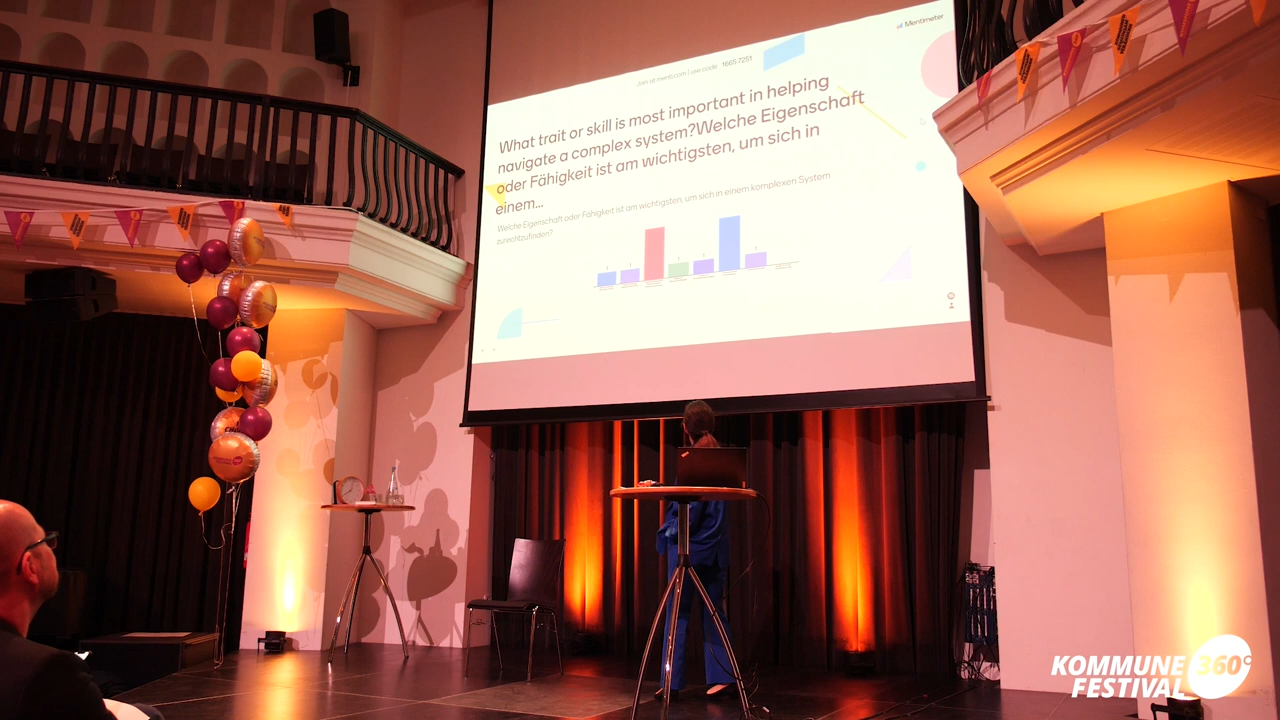 Mentimeter
Join at menti.com | use code 1665 7251
What trait or skill is most important in helping
navigate a complex system?Welche Eigenschaft
oder Fähigkeit ist am wichtigsten, um sich in
einem...
Welche Eigenschaft oder Fähigkeit ist am wichtigsten, um sich in einem komplexen System
zurechtzufinden?
KOMMUNE 360°
FESTIVAL